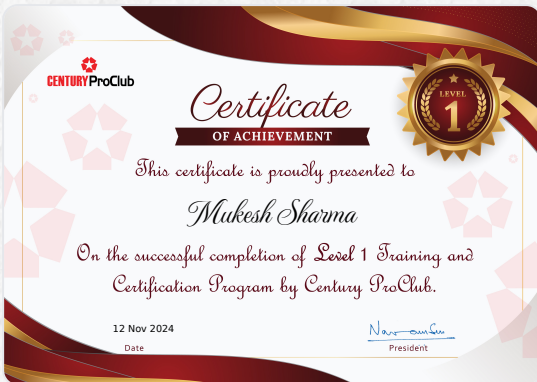 CENTURY ProClub
Certificate
OF ACHIEVEMENT
LEVEL
1
This certificate is proudly presented to
Mukesh Sharma
On the successful completion of Level 1 Training and
Certification Program by Century ProClub.
12 Nov 2024
Date
President